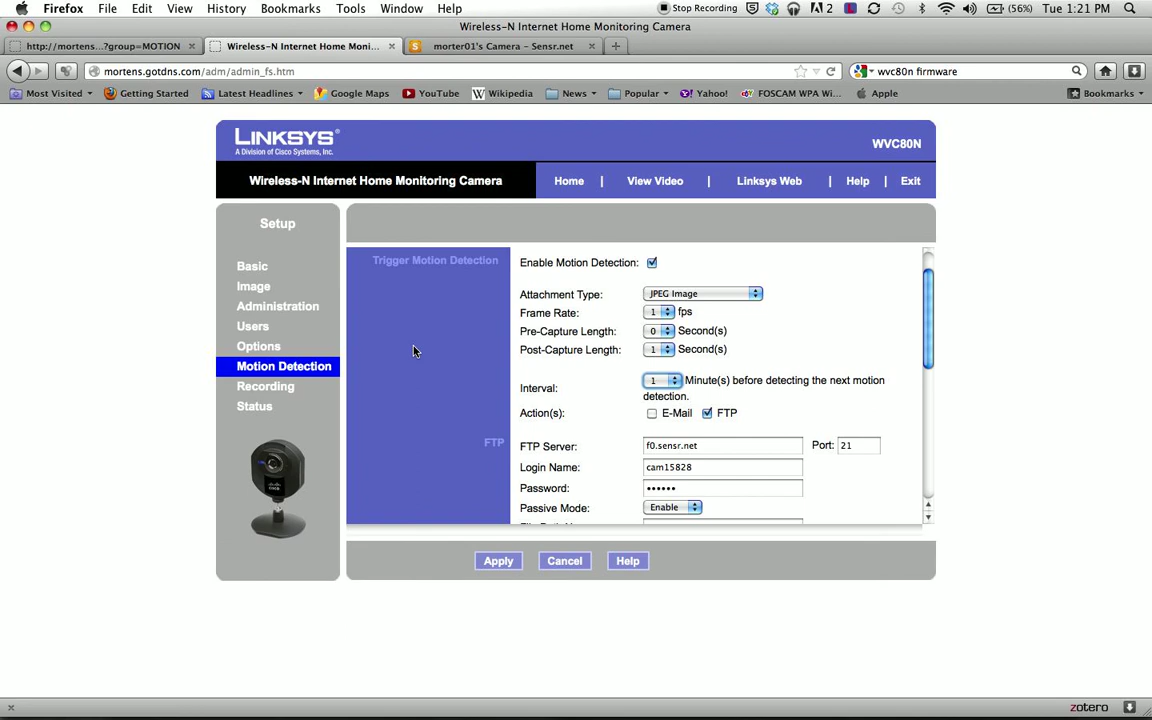 Firefox File Edit View History Bookmarks Tools Window Help Stop Recording 2 (56%) Tue 1:21 PM
Wireless-N Internet Home Monitoring Camera
http://mortens...?group=MOTION Wireless-N Internet Home Moni... morter01's Camera – Sensr.net
mortens.gotdns.com/adm/admin_fs.htm wvc80n firmware
Most Visited Getting Started Latest Headlines Google Maps YouTube Wikipedia News Popular Yahoo! FOSCAM WPA Wi... Apple Bookmarks
LINKSYS®
A Division of Cisco Systems, Inc.
WVC80N
Wireless-N Internet Home Monitoring Camera Home | View Video | Linksys Web | Help | Exit
Setup
Basic
Image
Administration
Users
Options
Motion Detection
Recording
Status
Trigger Motion Detection
Enable Motion Detection:
Attachment Type: JPEG Image
Frame Rate: 1 fps
Pre-Capture Length: 0 Second(s)
Post-Capture Length: 1 Second(s)
Interval: 1 Minute(s) before detecting the next motion
detection.
Action(s): E-Mail FTP
FTP
FTP Server: f0.sensr.net Port: 21
Login Name: cam15828
Password: ••••••
Passive Mode: Enable
Apply Cancel Help
zotero